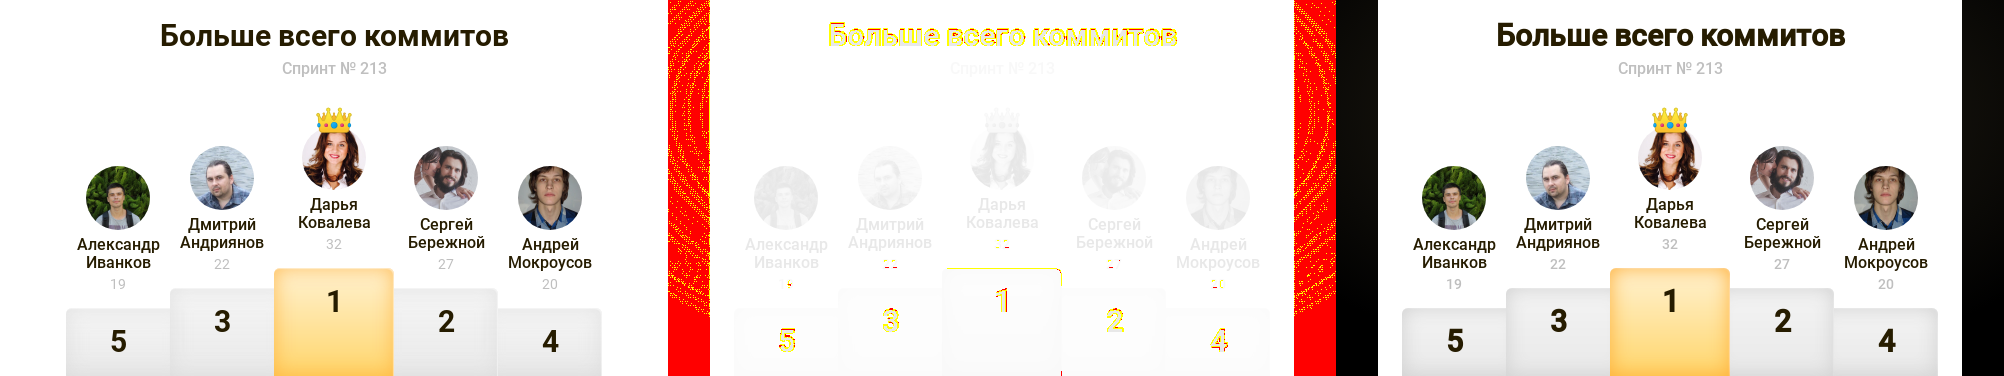 Больше всего коммитов
Спринт № 213
Александр
Иванков
19
Дмитрий
Андриянов
22
Дарья
Ковалева
32
Сергей
Бережной
27
Андрей
Мокроусов
20
5
3
1
2
4
Больше всего коммитов
Спринт № 213
Александр
Иванков
Дмитрий
Андриянов
Дарья
Ковалева
Сергей
Бережной
Андрей
Мокроусов
5
3
1
2
4
Больше всего коммитов
Спринт № 213
Александр
Иванков
19
Дмитрий
Андриянов
22
Дарья
Ковалева
32
Сергей
Бережной
27
Андрей
Мокроусов
20
5
3
1
2
4